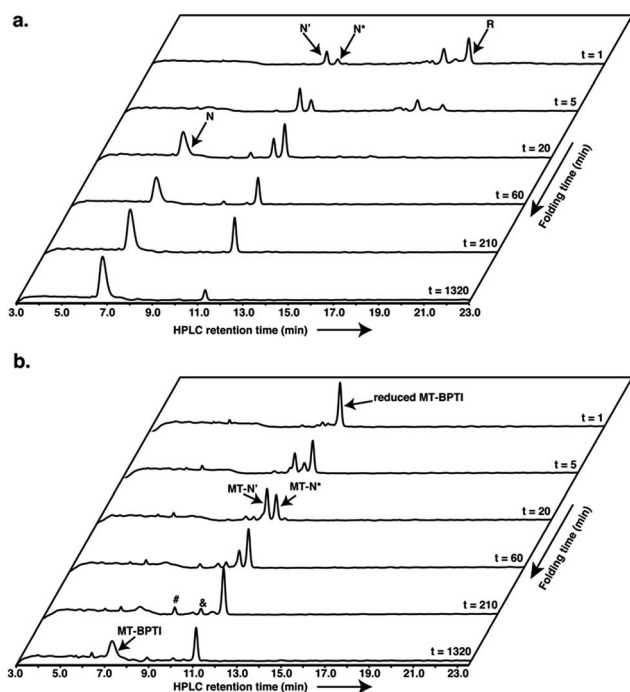 a.
N'
N*
R
t = 1
t = 5
N
t = 20
t = 60
t = 210
t = 1320
Folding time (min)
3.0 5.0 7.0 9.0 11.0 13.0 15.0 17.0 19.0 21.0 23.0
HPLC retention time (min)
b.
reduced MT-BPTI
t = 1
t = 5
MT-N'
MT-N*
t = 20
t = 60
# &
t = 210
MT-BPTI
t = 1320
Folding time (min)
3.0 5.0 7.0 9.0 11.0 13.0 15.0 17.0 19.0 21.0 23.0
HPLC retention time (min)